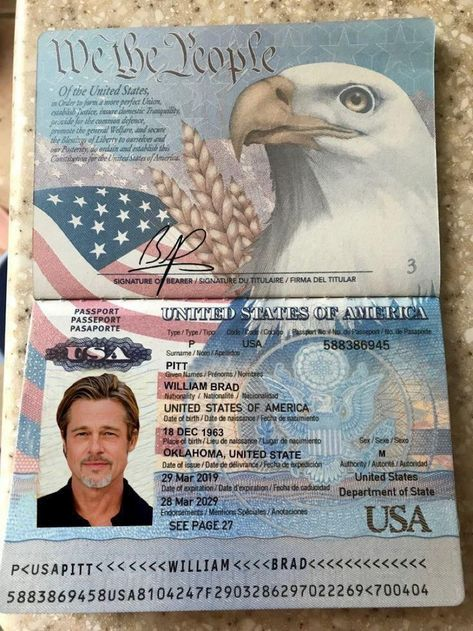 We the People
Of the United States,
in Order to form a more perfect Union,
establish Justice, insure domestic Tranquility,
provide for the common defence,
promote the general Welfare, and secure
the Blessings of Liberty to ourselves and
our Posterity, do ordain and establish this
Constitution for the United States of America.
SIGNATURE OF BEARER / SIGNATURE DU TITULAIRE / FIRMA DEL TITULAR
3
PASSPORT
PASSEPORT
PASAPORTE
USA
UNITED STATES OF AMERICA
Type / Type / Tipo Code / Code / Codigo Passport No / No. de Passeport / No. de Pasaporte
P USA 588386945
Surname / Nom / Apelidos
PITT
Given Names / Prénoms / Nombres
WILLIAM BRAD
Nationality / Nationalité / Nacionalidad
UNITED STATES OF AMERICA
Date of birth / Date de naissance / Fecha de nacimiento
18 DEC 1963
Place of birth / Lieu de naissance / Lugar de nacimiento Sex / Sexe / Sexo
OKLAHOMA, UNITED STATE M
Date of issue / Date de délivrance / Fecha de expedición Authority / Autorité / Autoridad
29 Mar 2019 United States
Date of expiration / Date d'expiration / Fecha de caducidad Department of State
28 Mar 2029
Endorsements / Mentions Spéciales / Anotaciones
SEE PAGE 27 USA
P<USAPITT<<<<<<<WILLIAM<<<<BRAD<<<<<<<<<<<<<
5883869458USA8104247F2903286297022269<700404